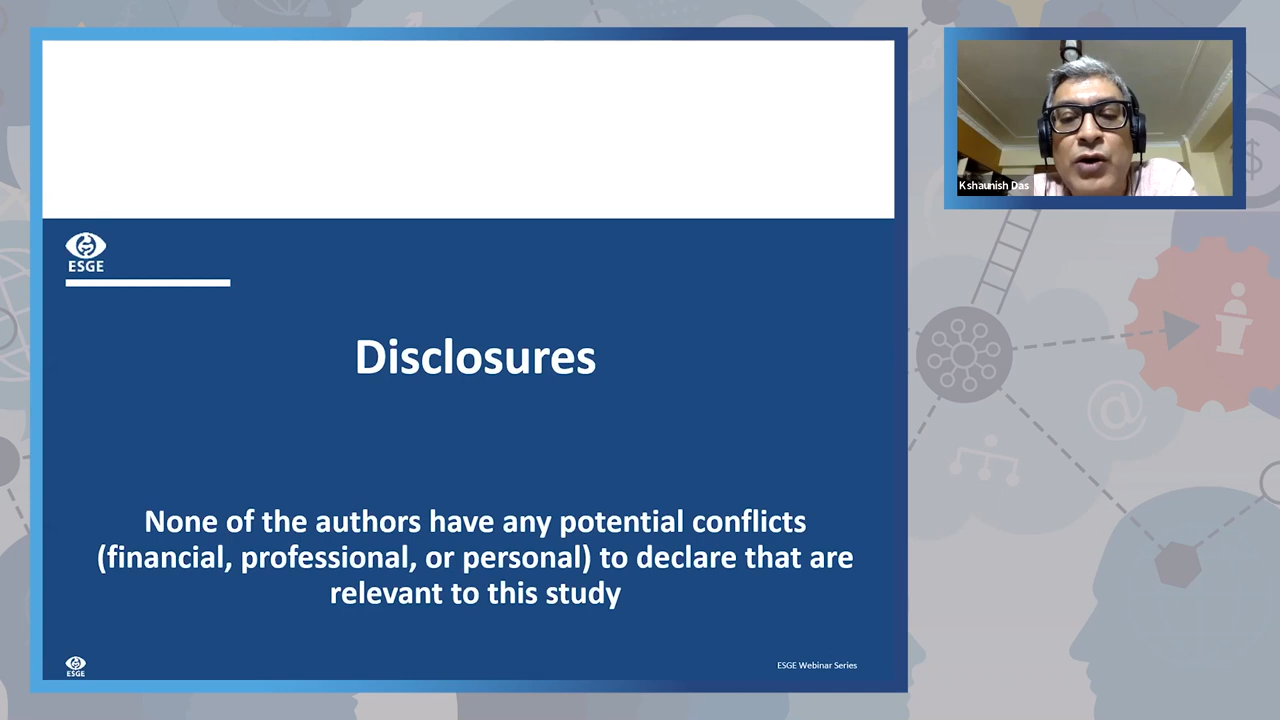 Kshaunish Das
ESGE
Disclosures
None of the authors have any potential conflicts
(financial, professional, or personal) to declare that are
relevant to this study
ESGE
ESGE Webinar Series
$
@